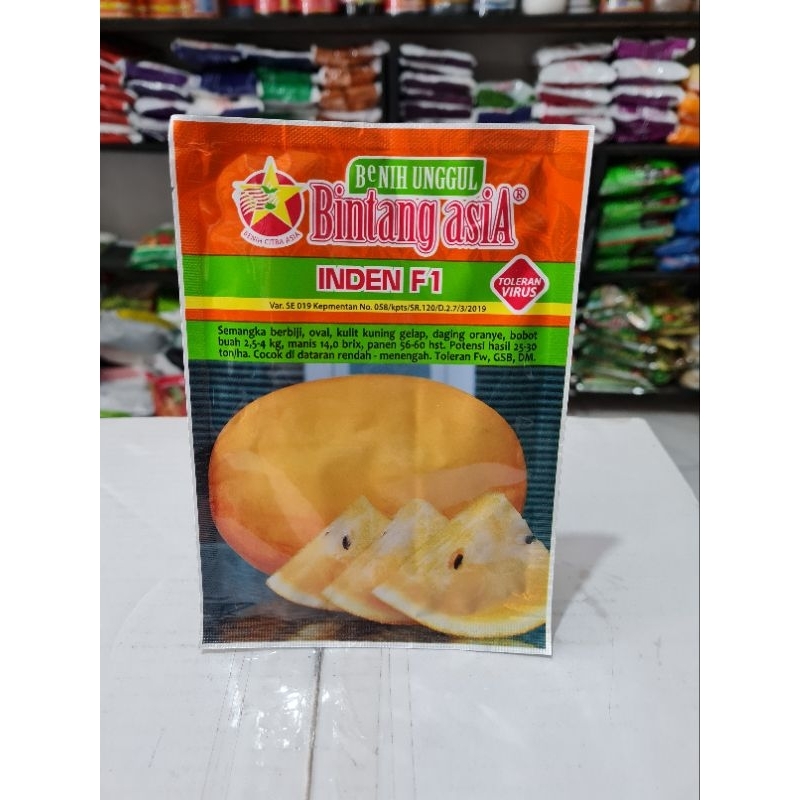 BeNIH UNGGUL
Bintang asiA®
BENIH CITRA ASIA
INDEN F1
TOLERAN
VIRUS
Var. SE 019 Kepmentan No. 058/kpts/SR.120/D.2.7/3/2019
Semangka berbiji, oval, kulit kuning gelap, daging oranye, bobot
buah 2,5-4 kg, manis 14,0 brix, panen 56-60 hst. Potensi hasil 25-30
ton/ha. Cocok di dataran rendah - menengah. Toleran Fw, GSB, DM.